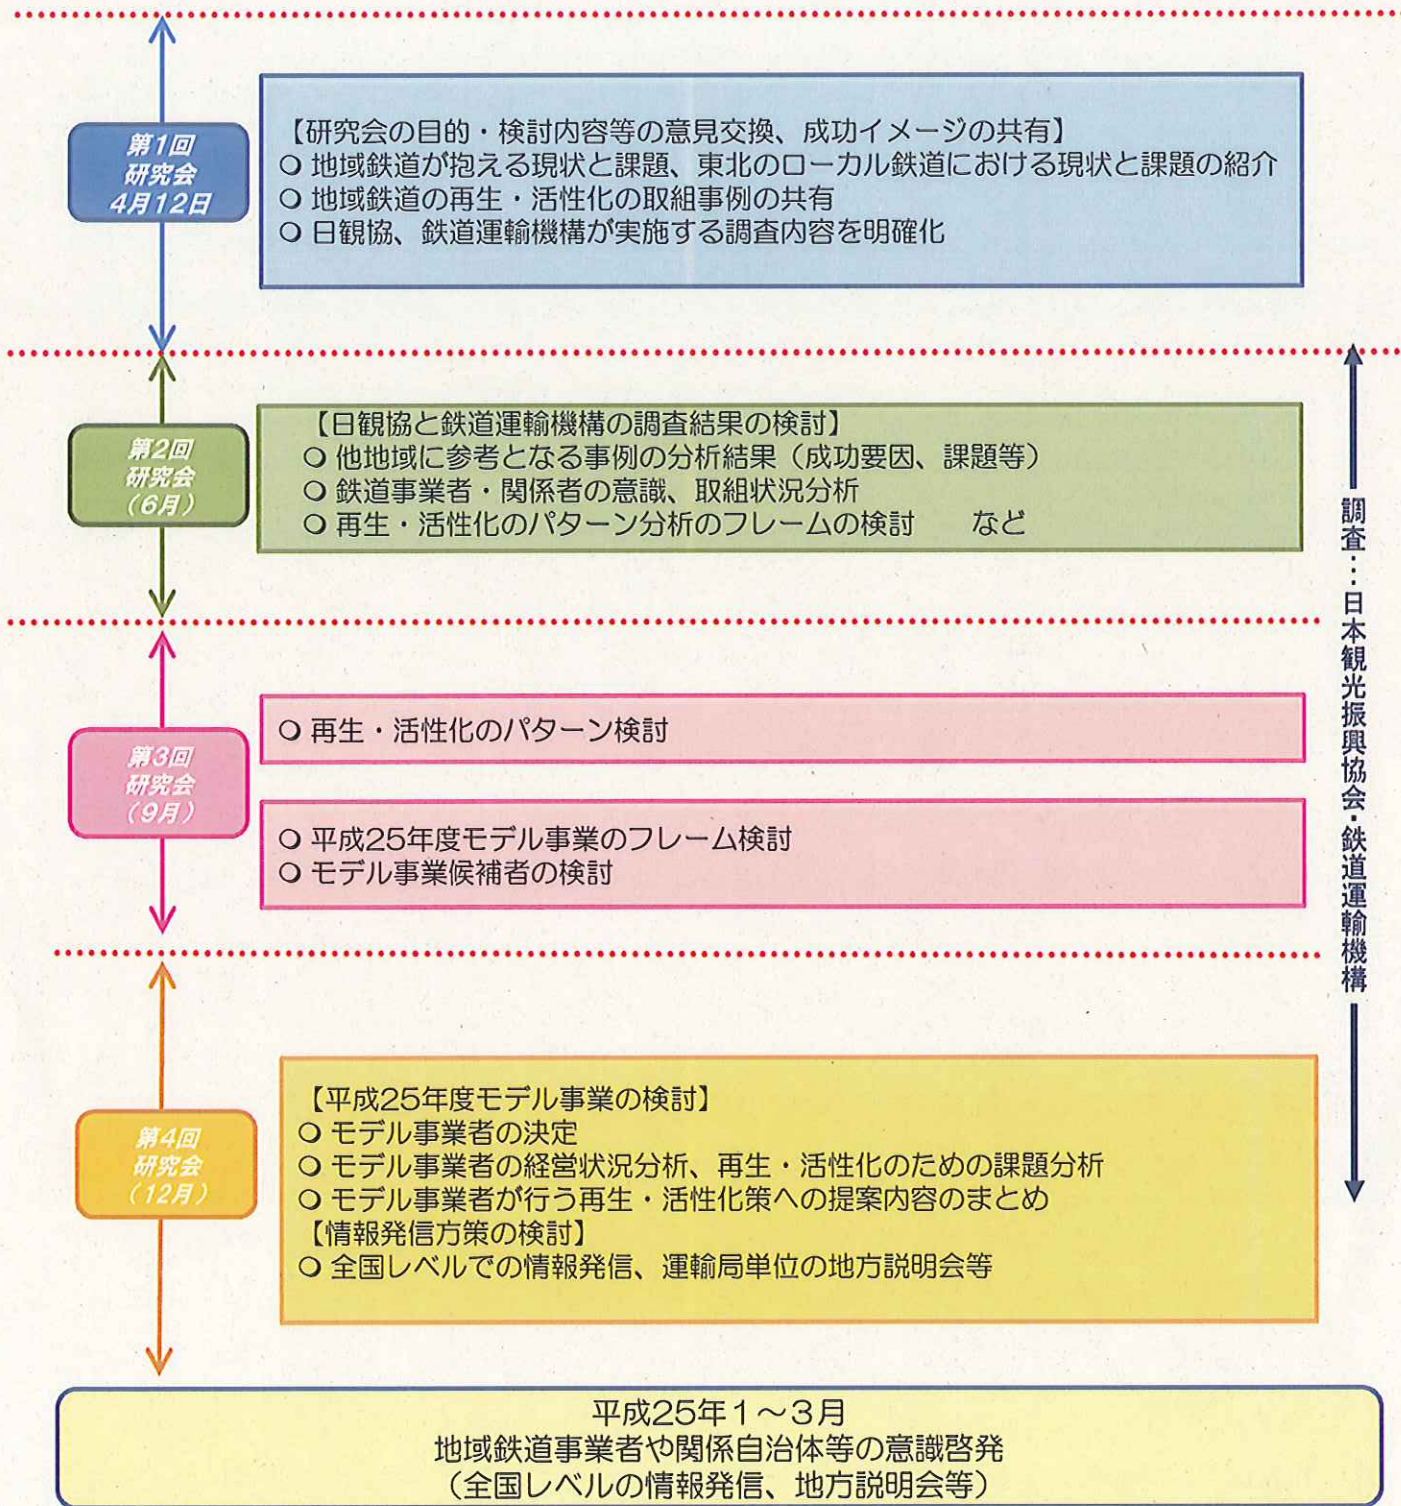 第1回
研究会
4月12日
【研究会の目的・検討内容等の意見交換、成功イメージの共有】
○ 地域鉄道が抱える現状と課題、東北のローカル鉄道における現状と課題の紹介
○ 地域鉄道の再生・活性化の取組事例の共有
○ 日観協、鉄道運輸機構が実施する調査内容を明確化
第2回
研究会
(6月)
【日観協と鉄道運輸機構の調査結果の検討】
○ 他地域に参考となる事例の分析結果（成功要因、課題等）
○ 鉄道事業者・関係者の意識、取組状況分析
○ 再生・活性化のパターン分析のフレームの検討　　など
調査…日本観光振興協会・鉄道運輸機構
第3回
研究会
(9月)
○ 再生・活性化のパターン検討
○ 平成25年度モデル事業のフレーム検討
○ モデル事業候補者の検討
第4回
研究会
(12月)
【平成25年度モデル事業の検討】
○ モデル事業者の決定
○ モデル事業者の経営状況分析、再生・活性化のための課題分析
○ モデル事業者が行う再生・活性化策への提案内容のまとめ
【情報発信方策の検討】
○ 全国レベルでの情報発信、運輸局単位の地方説明会等
平成25年１～３月
地域鉄道事業者や関係自治体等の意識啓発
（全国レベルの情報発信、地方説明会等）